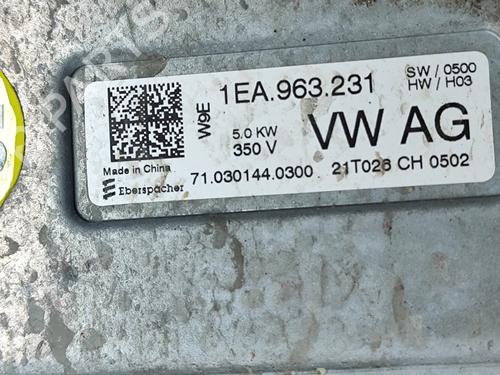 1EA.963.231
SW / 0500
HW / H03
W9E
5.0 KW
350 V
VW AG
Made in China
Eberspächer
71.030144.0300
21T026 CH 0502